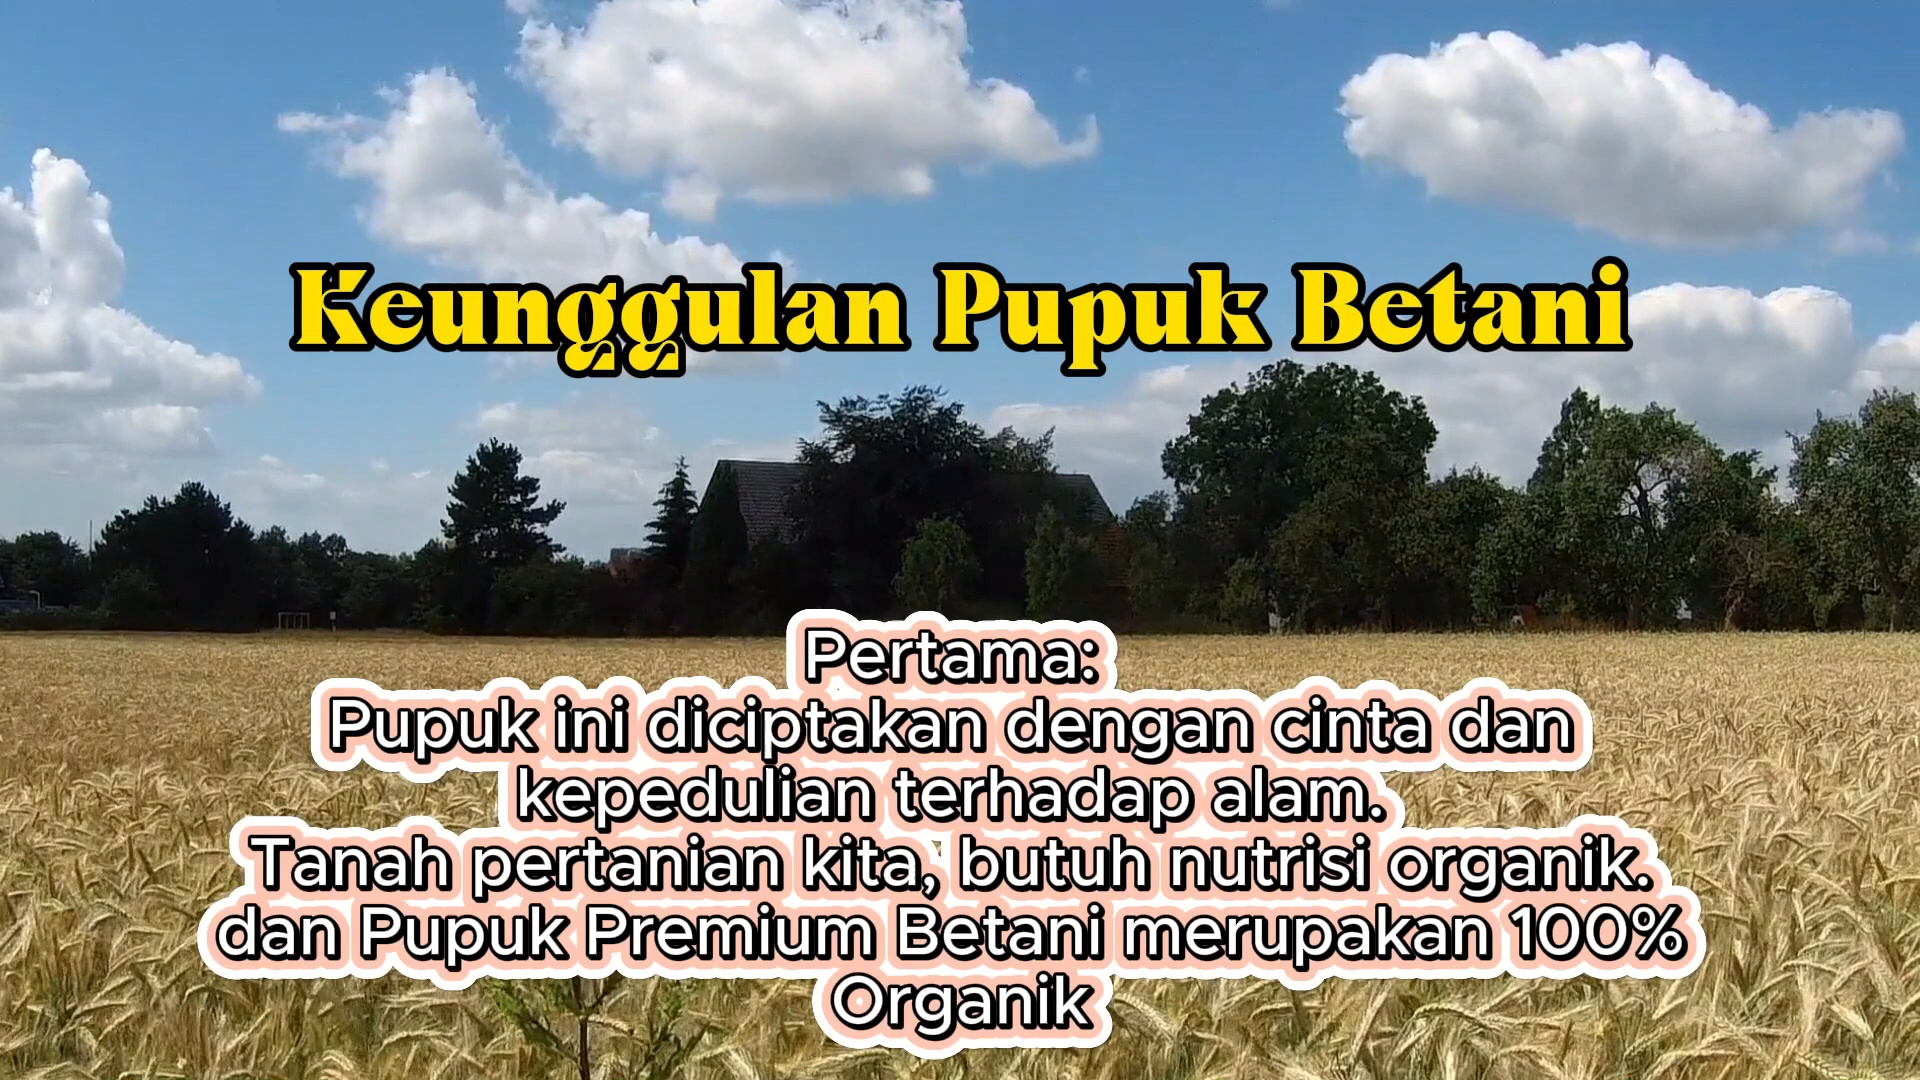 Keunggulan Pupuk Betani
Pertama:
Pupuk ini diciptakan dengan cinta dan
kepedulian terhadap alam.
Tanah pertanian kita, butuh nutrisi organik.
dan Pupuk Premium Betani merupakan 100%
Organik